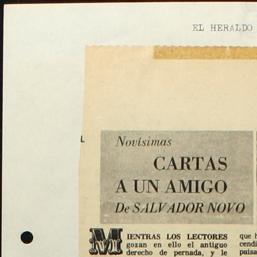 EL HERALDO
L
Novísimas
CARTAS
A UN AMIGO
De SALVADOR NOVO
MIENTRAS LOS LECTORES
gozan en ello el antiguo
derecho de pernada, y le
que h
cendi
paisa